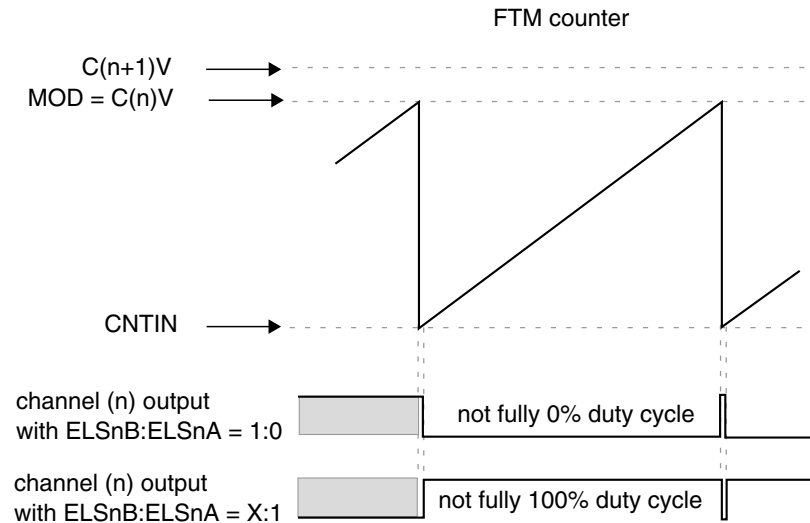 FTM counter
C(n+1)V
MOD = C(n)V
CNTIN
channel (n) output
with ELSnB:ELSnA = 1:0
not fully 0% duty cycle
channel (n) output
with ELSnB:ELSnA = X:1
not fully 100% duty cycle